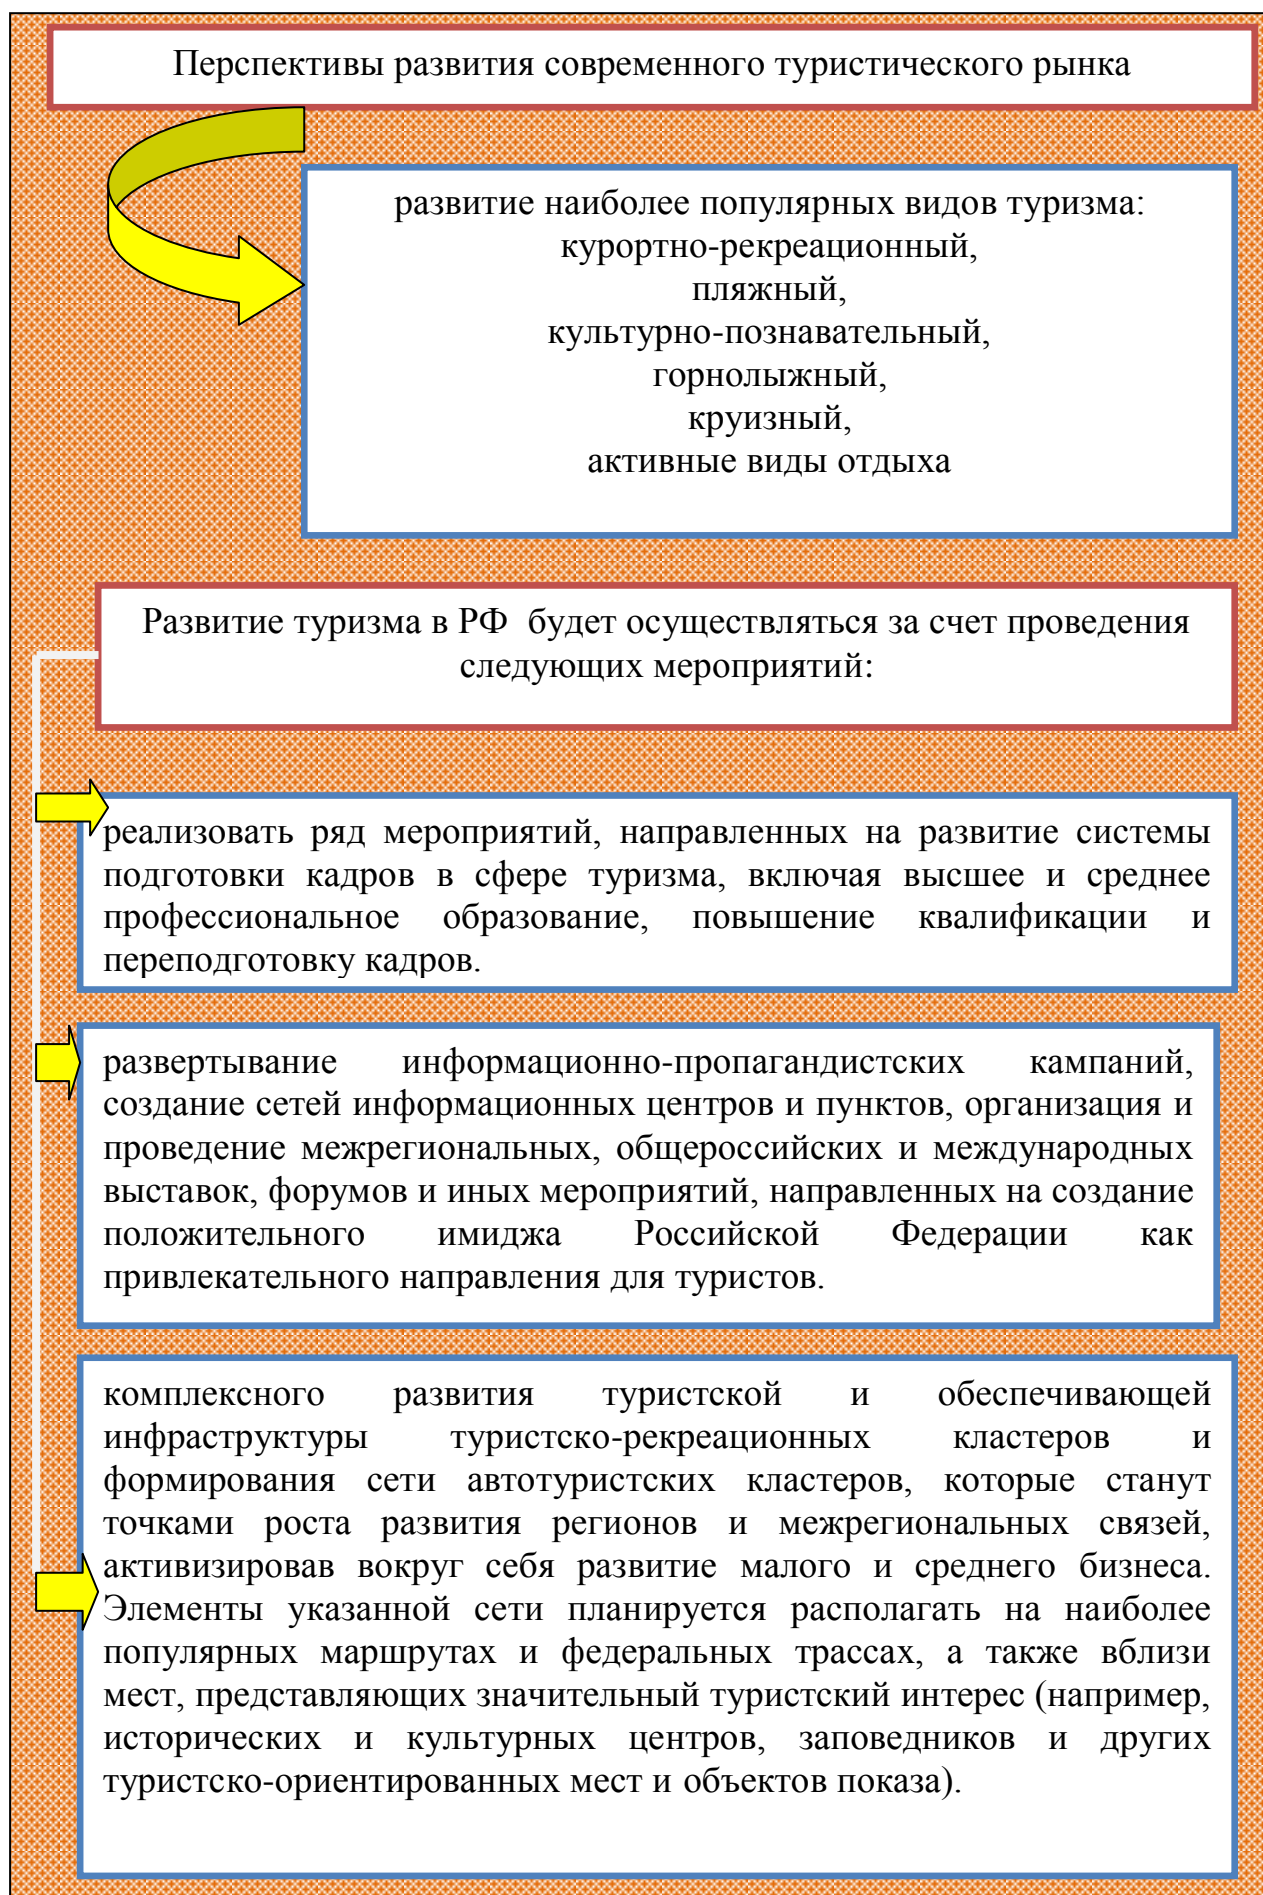 Перспективы развития современного туристического рынка
развитие наиболее популярных видов туризма:
курортно-рекреационный,
пляжный,
культурно-познавательный,
горнолыжный,
круизный,
активные виды отдыха
Развитие туризма в РФ будет осуществляться за счет проведения
следующих мероприятий:
реализовать ряд мероприятий, направленных на развитие системы
подготовки кадров в сфере туризма, включая высшее и среднее
профессиональное образование, повышение квалификации и
переподготовку кадров.
развертывание информационно-пропагандистских кампаний,
создание сетей информационных центров и пунктов, организация и
проведение межрегиональных, общероссийских и международных
выставок, форумов и иных мероприятий, направленных на создание
положительного имиджа Российской Федерации как
привлекательного направления для туристов.
комплексного развития туристской и обеспечивающей
инфраструктуры туристско-рекреационных кластеров и
формирования сети автотуристских кластеров, которые станут
точками роста развития регионов и межрегиональных связей,
активизировав вокруг себя развитие малого и среднего бизнеса.
Элементы указанной сети планируется располагать на наиболее
популярных маршрутах и федеральных трассах, а также вблизи
мест, представляющих значительный туристский интерес (например,
исторических и культурных центров, заповедников и других
туристско-ориентированных мест и объектов показа).